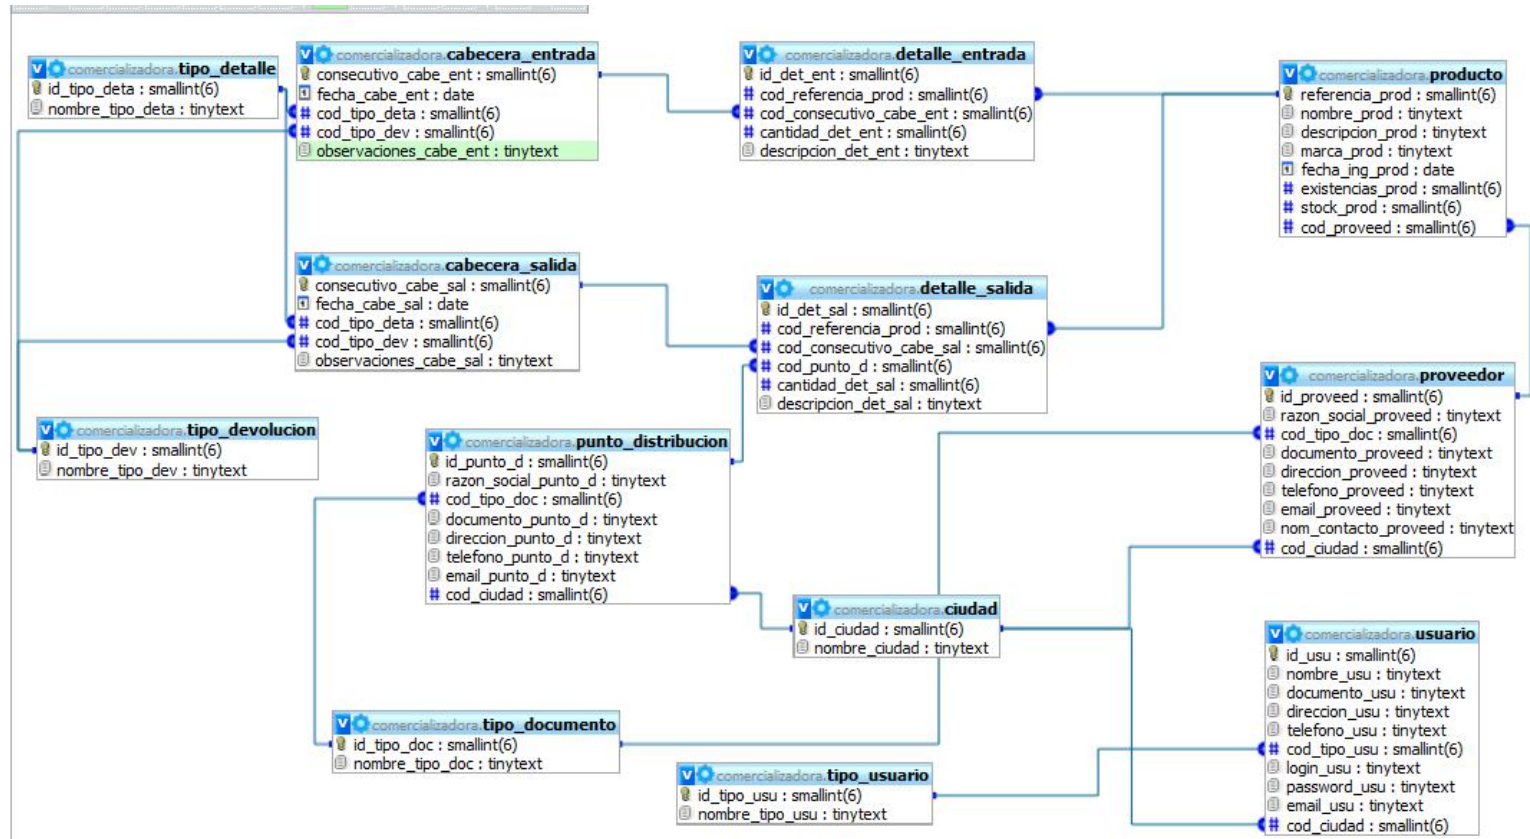 comercializadora.tipo_detalle
id_tipo_deta : smallint(6)
nombre_tipo_deta : tinytext
comercializadora.cabecera_entrada
consecutivo_cabe_ent : smallint(6)
fecha_cabe_ent : date
cod_tipo_deta : smallint(6)
cod_tipo_dev : smallint(6)
observaciones_cabe_ent : tinytext
comercializadora.detalle_entrada
id_det_ent : smallint(6)
cod_referencia_prod : smallint(6)
cod_consecutivo_cabe_ent : smallint(6)
cantidad_det_ent : smallint(6)
descripcion_det_ent : tinytext
comercializadora.producto
referencia_prod : smallint(6)
nombre_prod : tinytext
descripcion_prod : tinytext
marca_prod : tinytext
fecha_ing_prod : date
existencias_prod : smallint(6)
stock_prod : smallint(6)
cod_proveed : smallint(6)
comercializadora.cabecera_salida
consecutivo_cabe_sal : smallint(6)
fecha_cabe_sal : date
cod_tipo_deta : smallint(6)
cod_tipo_dev : smallint(6)
observaciones_cabe_sal : tinytext
comercializadora.detalle_salida
id_det_sal : smallint(6)
cod_referencia_prod : smallint(6)
cod_consecutivo_cabe_sal : smallint(6)
cod_punto_d : smallint(6)
cantidad_det_sal : smallint(6)
descripcion_det_sal : tinytext
comercializadora.proveedor
id_proveed : smallint(6)
razon_social_proveed : tinytext
cod_tipo_doc : smallint(6)
documento_proveed : tinytext
direccion_proveed : tinytext
telefono_proveed : tinytext
email_proveed : tinytext
nom_contacto_proveed : tinytext
cod_ciudad : smallint(6)
comercializadora.tipo_devolucion
id_tipo_dev : smallint(6)
nombre_tipo_dev : tinytext
comercializadora.punto_distribucion
id_punto_d : smallint(6)
razon_social_punto_d : tinytext
cod_tipo_doc : smallint(6)
documento_punto_d : tinytext
direccion_punto_d : tinytext
telefono_punto_d : tinytext
email_punto_d : tinytext
cod_ciudad : smallint(6)
comercializadora.ciudad
id_ciudad : smallint(6)
nombre_ciudad : tinytext
comercializadora.usuario
id_usu : smallint(6)
nombre_usu : tinytext
documento_usu : tinytext
direccion_usu : tinytext
telefono_usu : tinytext
cod_tipo_usu : smallint(6)
login_usu : tinytext
password_usu : tinytext
email_usu : tinytext
cod_ciudad : smallint(6)
comercializadora.tipo_documento
id_tipo_doc : smallint(6)
nombre_tipo_doc : tinytext
comercializadora.tipo_usuario
id_tipo_usu : smallint(6)
nombre_tipo_usu : tinytext